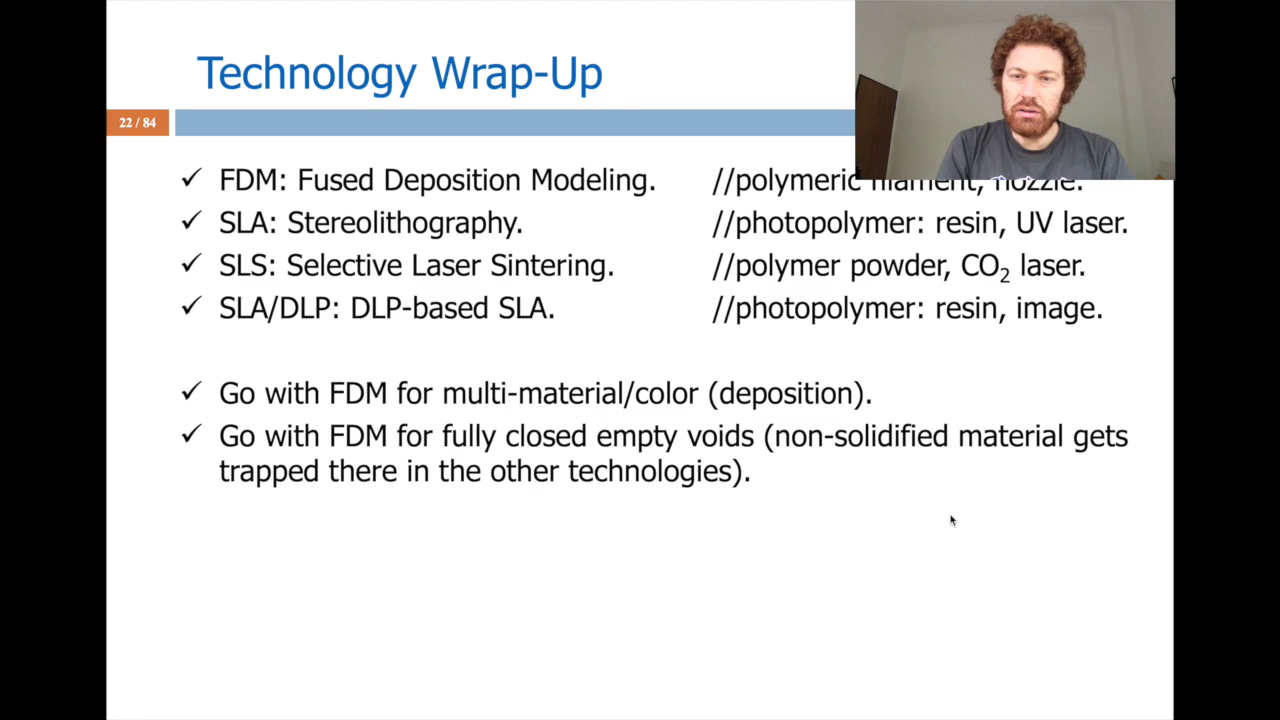 Technology Wrap-Up
22 / 84
✓ FDM: Fused Deposition Modeling. //polymeric filament, nozzle.
✓ SLA: Stereolithography. //photopolymer: resin, UV laser.
✓ SLS: Selective Laser Sintering. //polymer powder, CO₂ laser.
✓ SLA/DLP: DLP-based SLA. //photopolymer: resin, image.
✓ Go with FDM for multi-material/color (deposition).
✓ Go with FDM for fully closed empty voids (non-solidified material gets
trapped there in the other technologies).